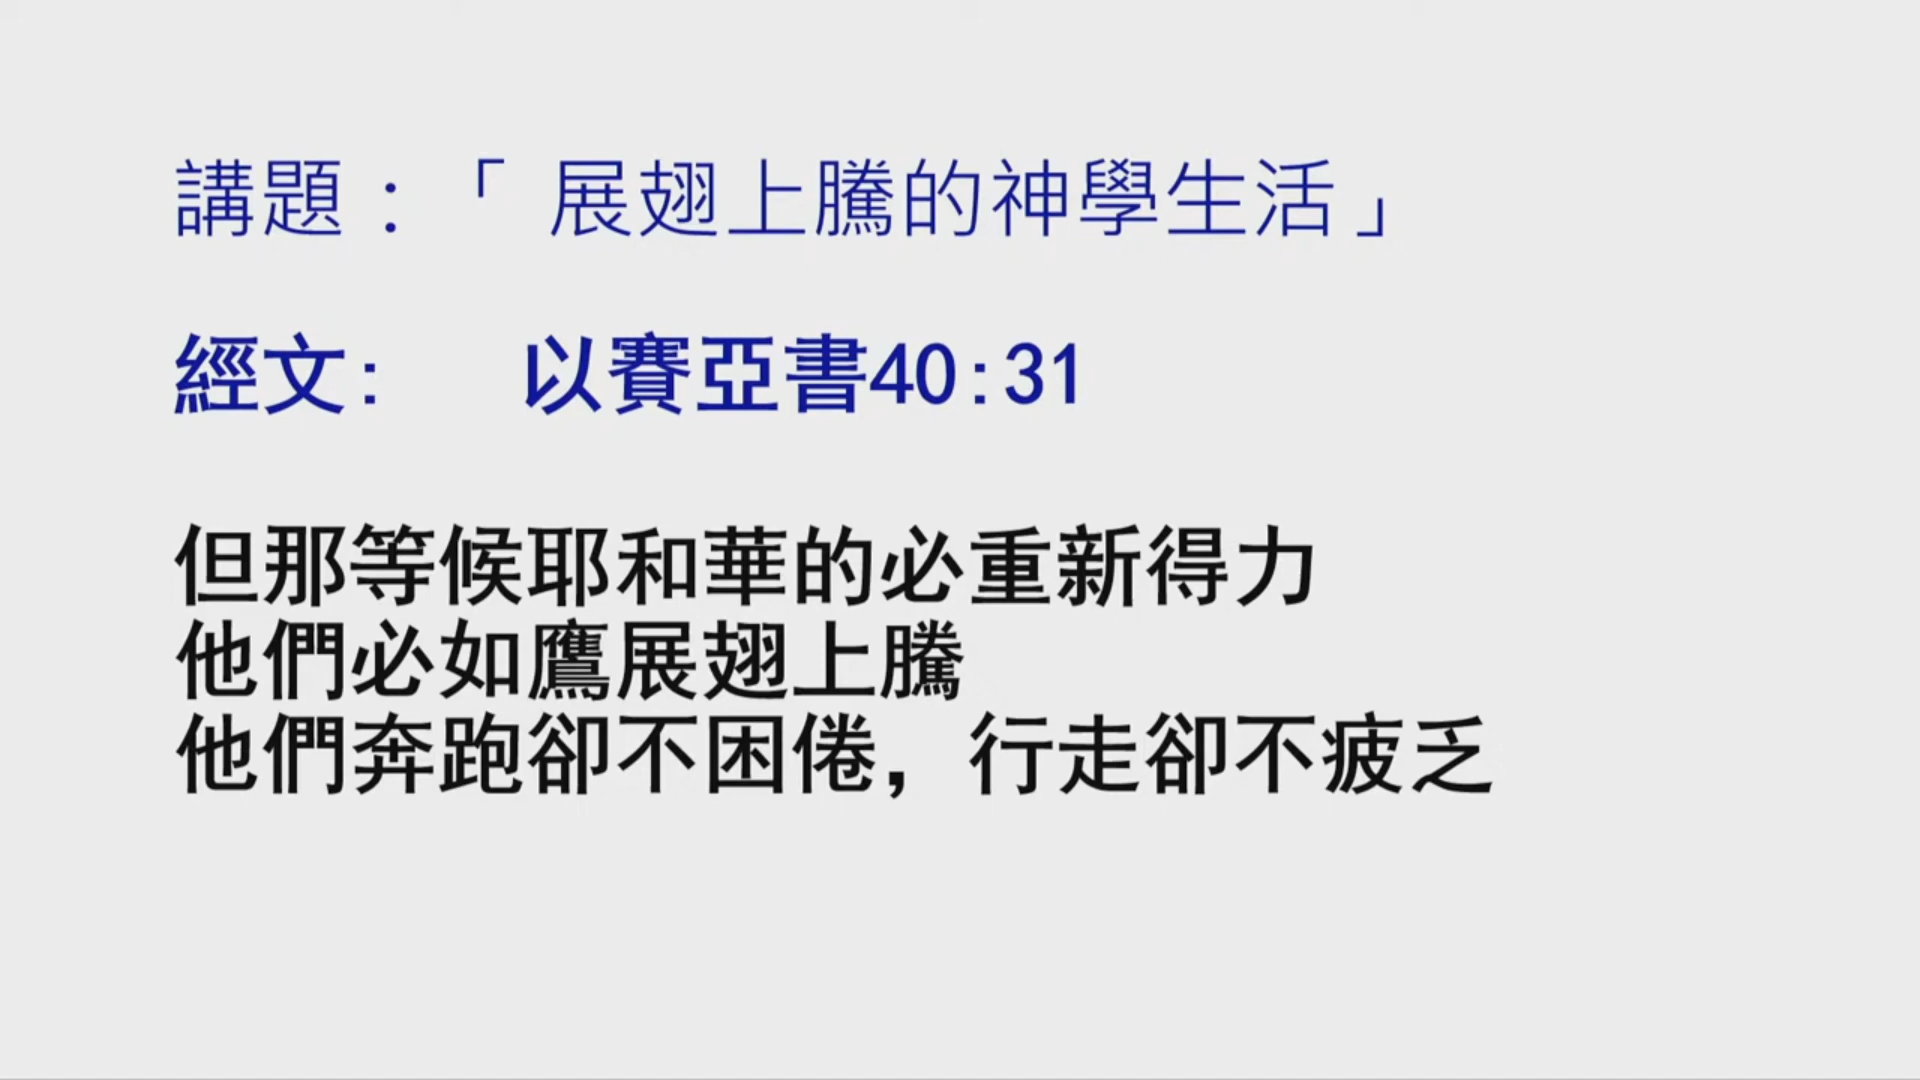 講題：「 展翅上騰的神學生活」
經文: 以賽亞書40:31
但那等候耶和華的必重新得力
他們必如鷹展翅上騰
他們奔跑卻不困倦，行走卻不疲乏